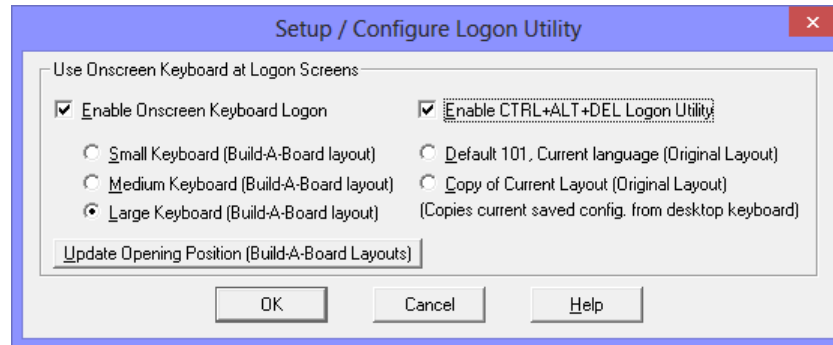 Setup / Configure Logon Utility
x
Use Onscreen Keyboard at Logon Screens
Enable Onscreen Keyboard Logon
Enable CTRL+ALT+DEL Logon Utility
Small Keyboard (Build-A-Board layout)
Default 101, Current language (Original Layout)
Medium Keyboard (Build-A-Board layout)
Copy of Current Layout (Original Layout)
Large Keyboard (Build-A-Board layout)
(Copies current saved config. from desktop keyboard)
Update Opening Position (Build-A-Board Layouts)
OK
Cancel
Help